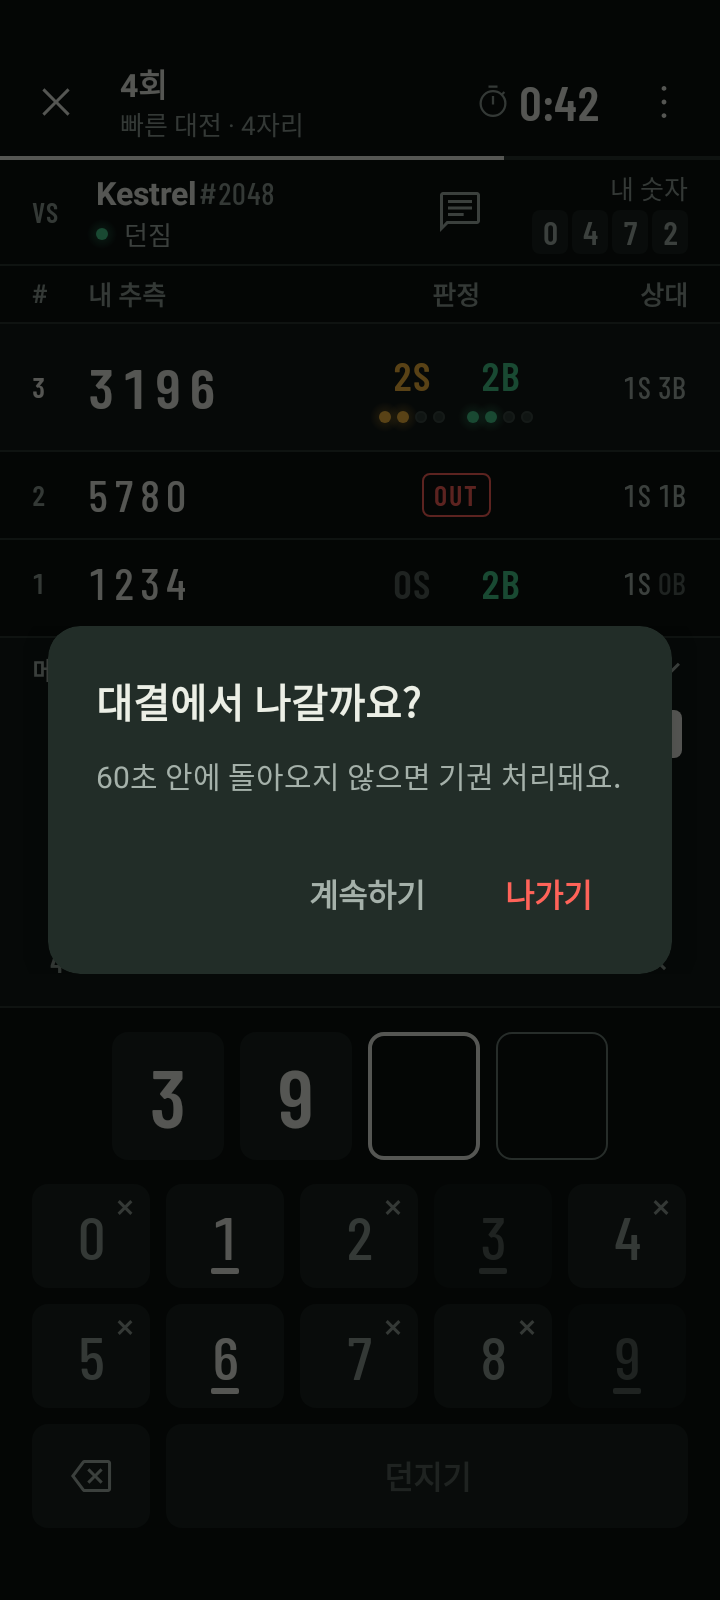 4회
빠른 대전 · 4자리
0:42
VS
Kestrel #2048
던짐
내 숫자
0 4 7 2
# 내 추측 판정 상대
3 3196 2S 2B 1S 3B
2 5780 OUT 1S 1B
1 1234 0S 2B 1S 0B
대결에서 나갈까요?
60초 안에 돌아오지 않으면 기권 처리돼요.
계속하기 나가기
3 9
0 1 2 3 4
5 6 7 8 9
던지기